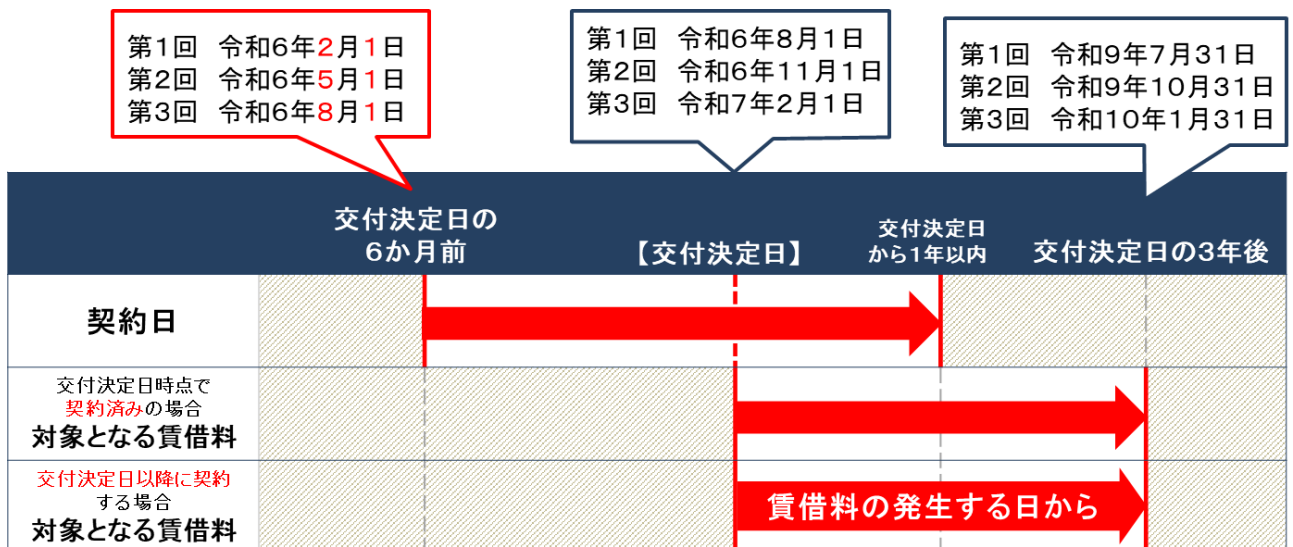 第1回 令和6年2月1日
第2回 令和6年5月1日
第3回 令和6年8月1日
第1回 令和6年8月1日
第2回 令和6年11月1日
第3回 令和7年2月1日
第1回 令和9年7月31日
第2回 令和9年10月31日
第3回 令和10年1月31日
交付決定日の
6か月前
【交付決定日】
交付決定日
から1年以内
交付決定日の3年後
契約日
交付決定日時点で
契約済みの場合
対象となる賃借料
交付決定日以降に契約
する場合
対象となる賃借料
賃借料の発生する日から